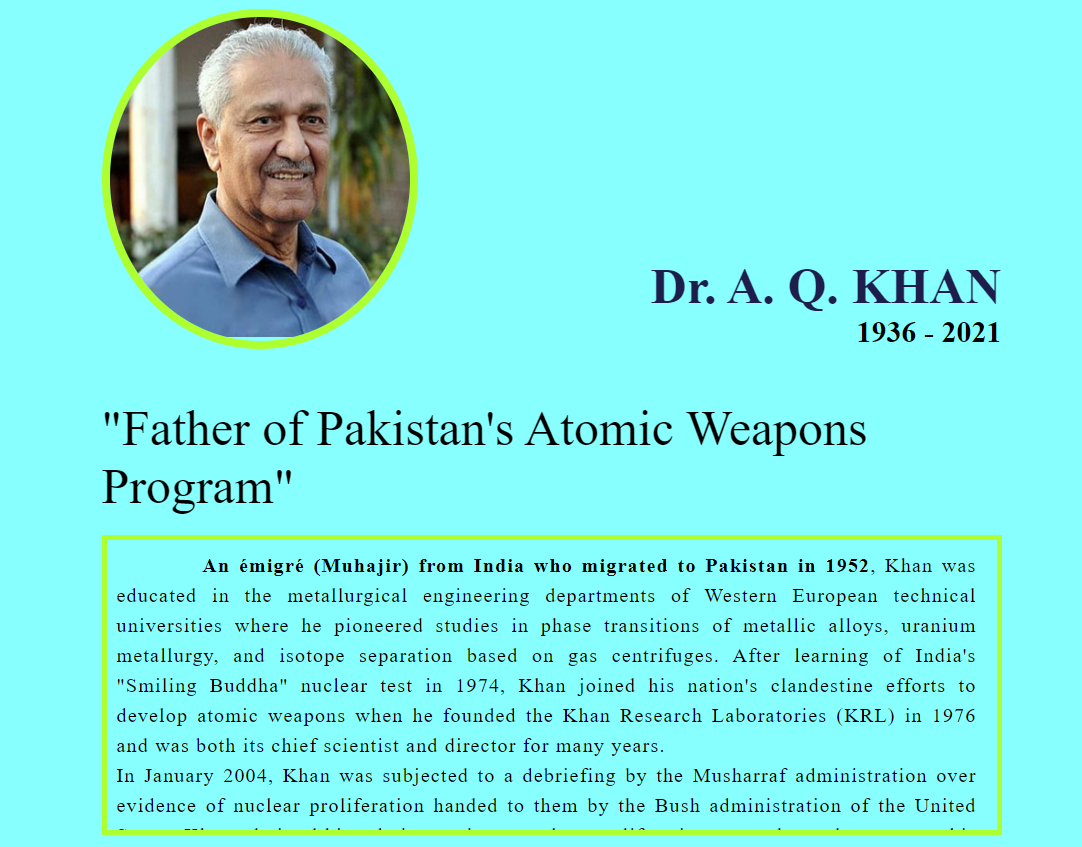 Dr. A. Q. KHAN
1936 - 2021
"Father of Pakistan's Atomic Weapons
Program"
An émigré (Muhajir) from India who migrated to Pakistan in 1952, Khan was
educated in the metallurgical engineering departments of Western European technical
universities where he pioneered studies in phase transitions of metallic alloys, uranium
metallurgy, and isotope separation based on gas centrifuges. After learning of India's
"Smiling Buddha" nuclear test in 1974, Khan joined his nation's clandestine efforts to
develop atomic weapons when he founded the Khan Research Laboratories (KRL) in 1976
and was both its chief scientist and director for many years.
In January 2004, Khan was subjected to a debriefing by the Musharraf administration over
evidence of nuclear proliferation handed to them by the Bush administration of the United